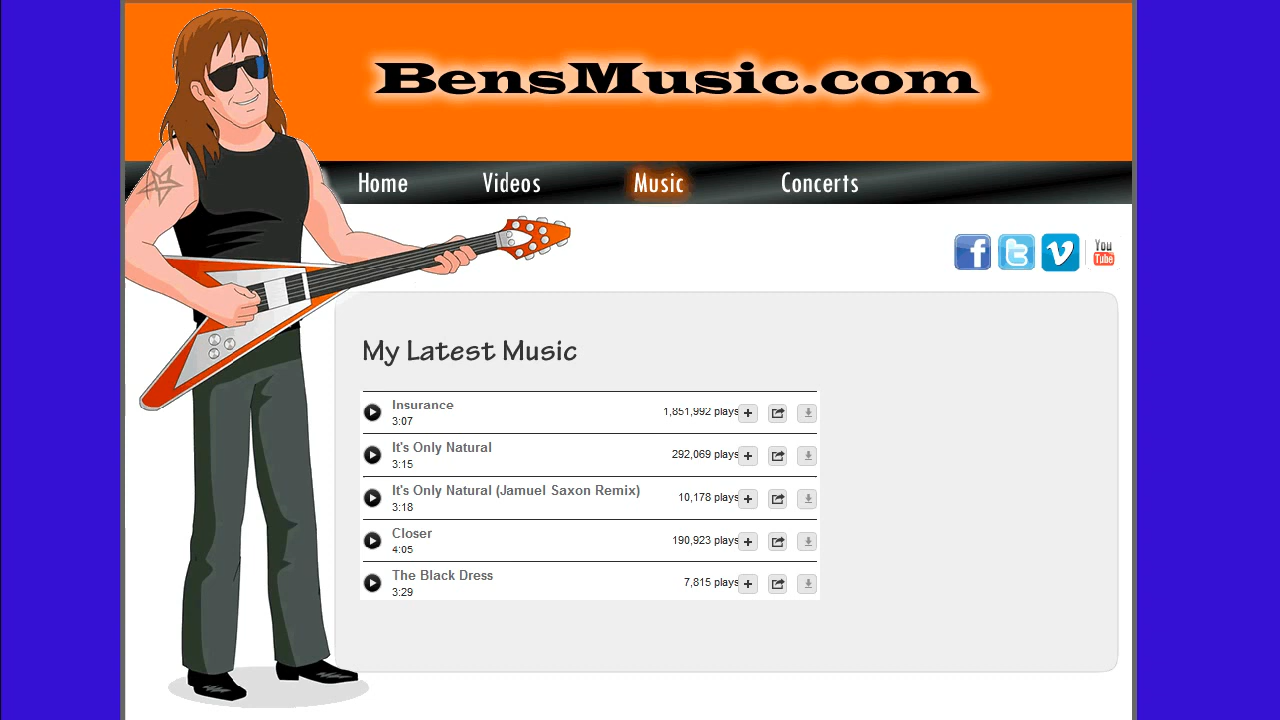 BensMusic.com
Home Videos Music Concerts
f t V You Tube
My Latest Music
Insurance 1,851,992 plays
3:07
It's Only Natural 292,069 plays
3:15
It's Only Natural (Jamuel Saxon Remix) 10,178 plays
3:18
Closer 190,923 plays
4:05
The Black Dress 7,815 plays
3:29